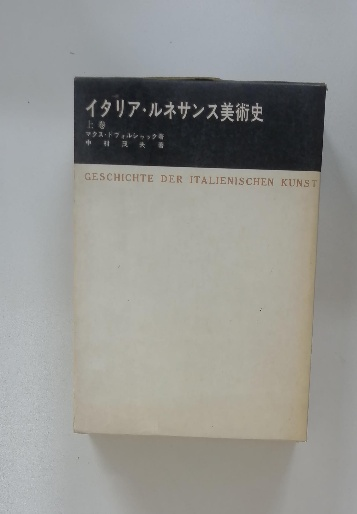 イタリア・ルネサンス美術史
上巻
マクス・ドヴォルシャック著
中村茂夫訳
GESCHICHTE DER ITALIENISCHEN KUNST